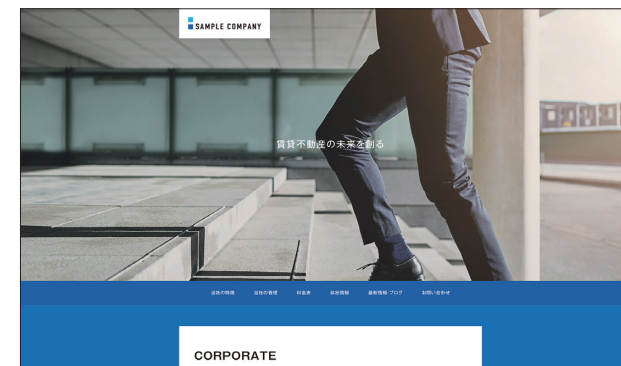 SAMPLE COMPANY
賃貸不動産の未来を創る
当社の特徴 当社の管理 料金表 会社情報 最新情報・ブログ お問い合わせ
CORPORATE